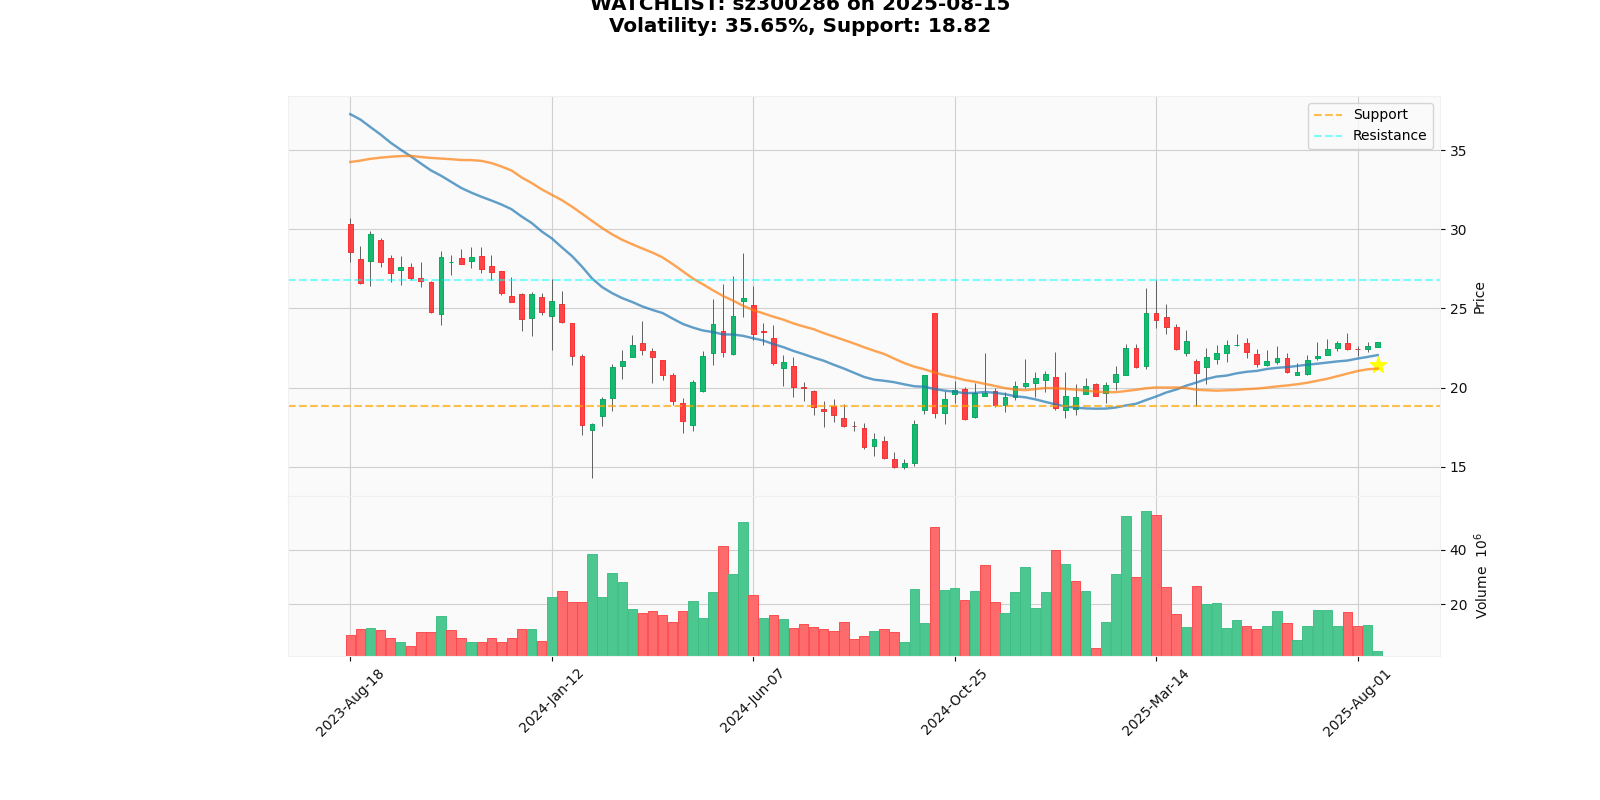 WATCHLIST: sz300286 on 2025-08-15
Volatility: 35.65%, Support: 18.82
Support
Resistance
35
30
25
20
15
Price
40
20
Volume 10^6
2023-Aug-18
2024-Jan-12
2024-Jun-07
2024-Oct-25
2025-Mar-14
2025-Aug-01